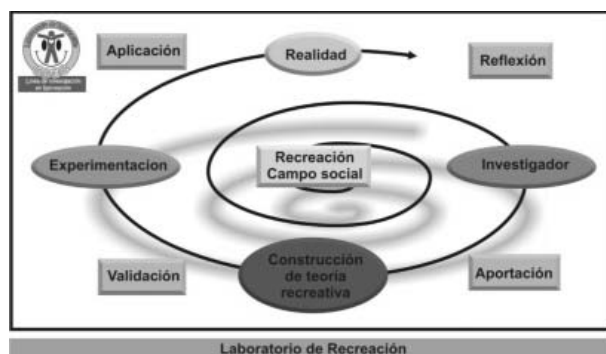 Aplicación
Realidad
Reflexión
Experimentacion
Recreación
Campo social
Investigador
Construcción
de teoría
recreativa
Validación
Aportación
Laboratorio de Recreación